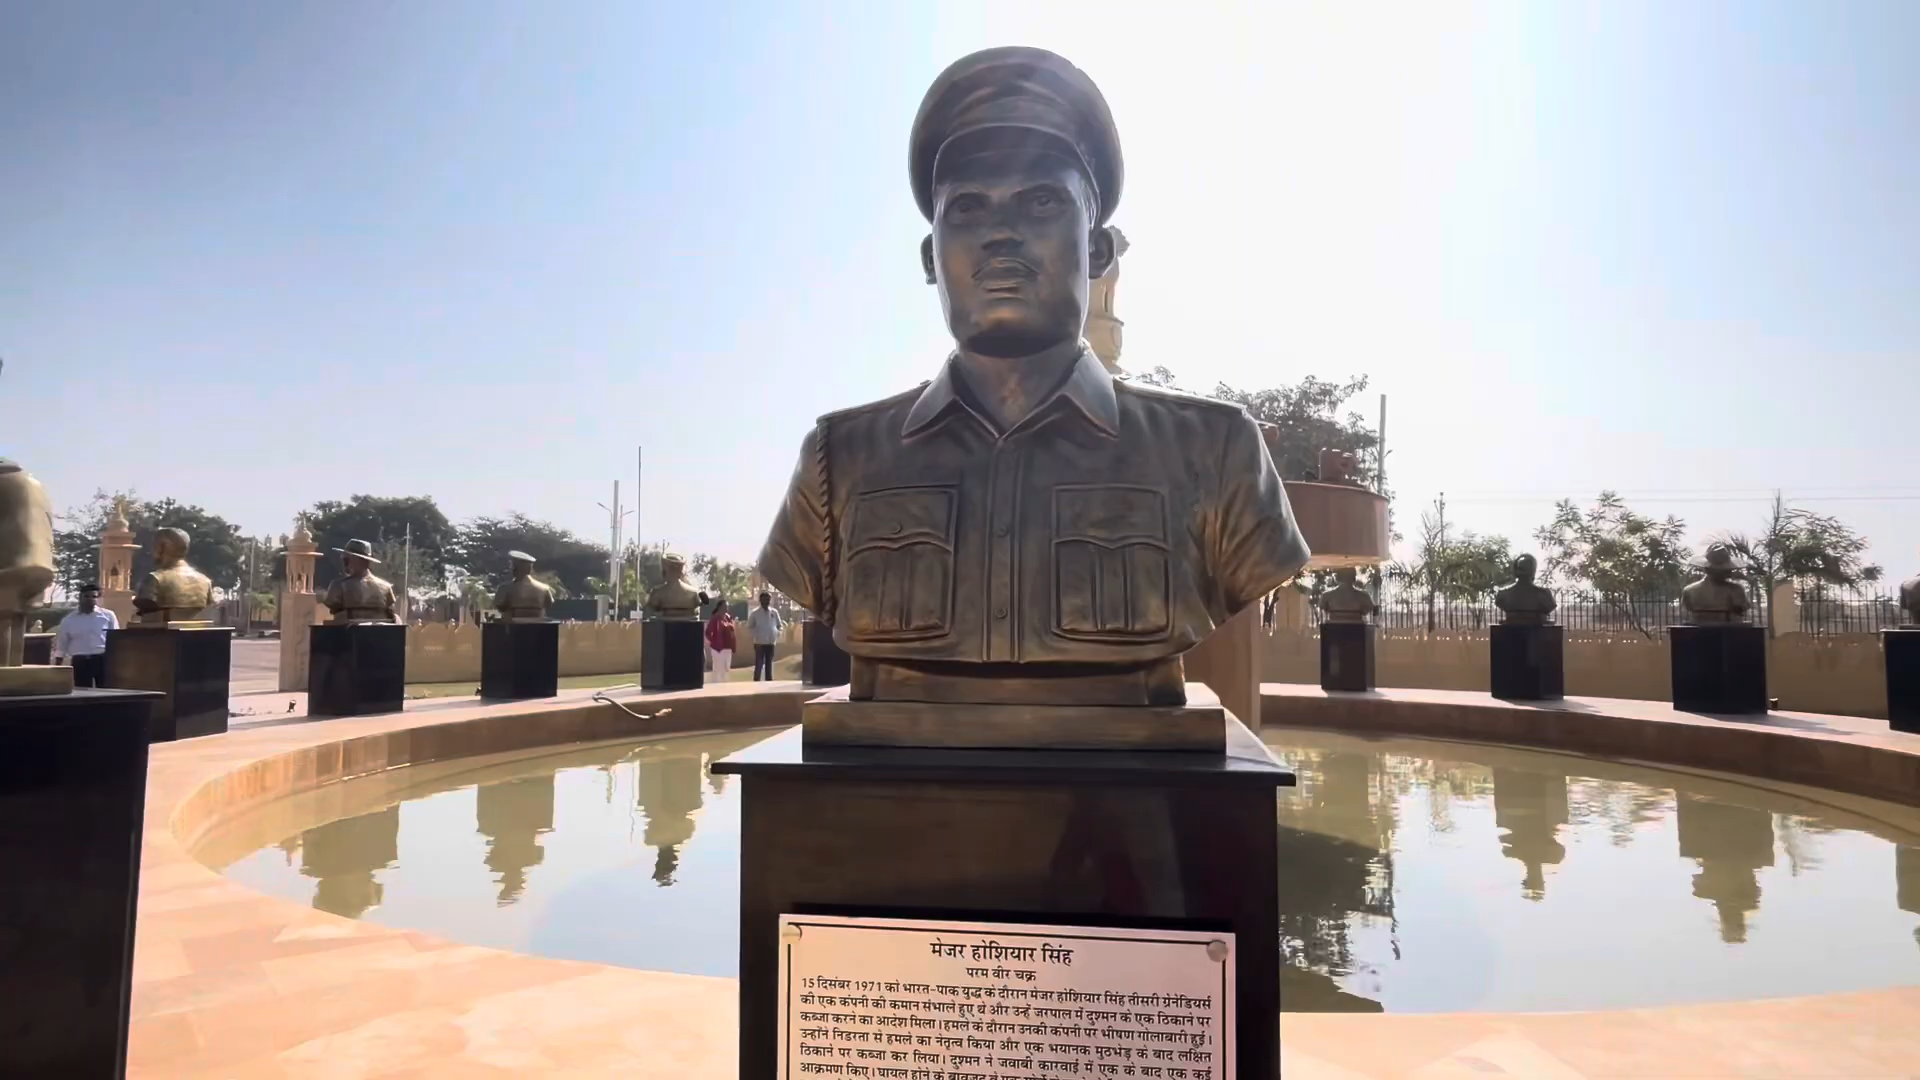 मेजर होशियार सिंह
परम वीर चक्र
15 दिसंबर 1971 को भारत-पाक युद्ध के दौरान मेजर होशियार सिंह तीसरी ग्रेनेडियर्स
की एक कंपनी की कमान संभाले हुए थे और उन्हें जरपाल में दुश्मन के एक ठिकाने पर
कब्जा करने का आदेश मिला। हमले के दौरान उनकी कंपनी पर भीषण गोलाबारी हुई।
उन्होंने निडरता से हमले का नेतृत्व किया और एक भयानक मुठभेड़ के बाद लक्षित
ठिकाने पर कब्जा कर लिया। दुश्मन ने जवाबी कारवाई में एक के बाद एक कई
आक्रमण किए। घायल होने के बावजूद वे एक